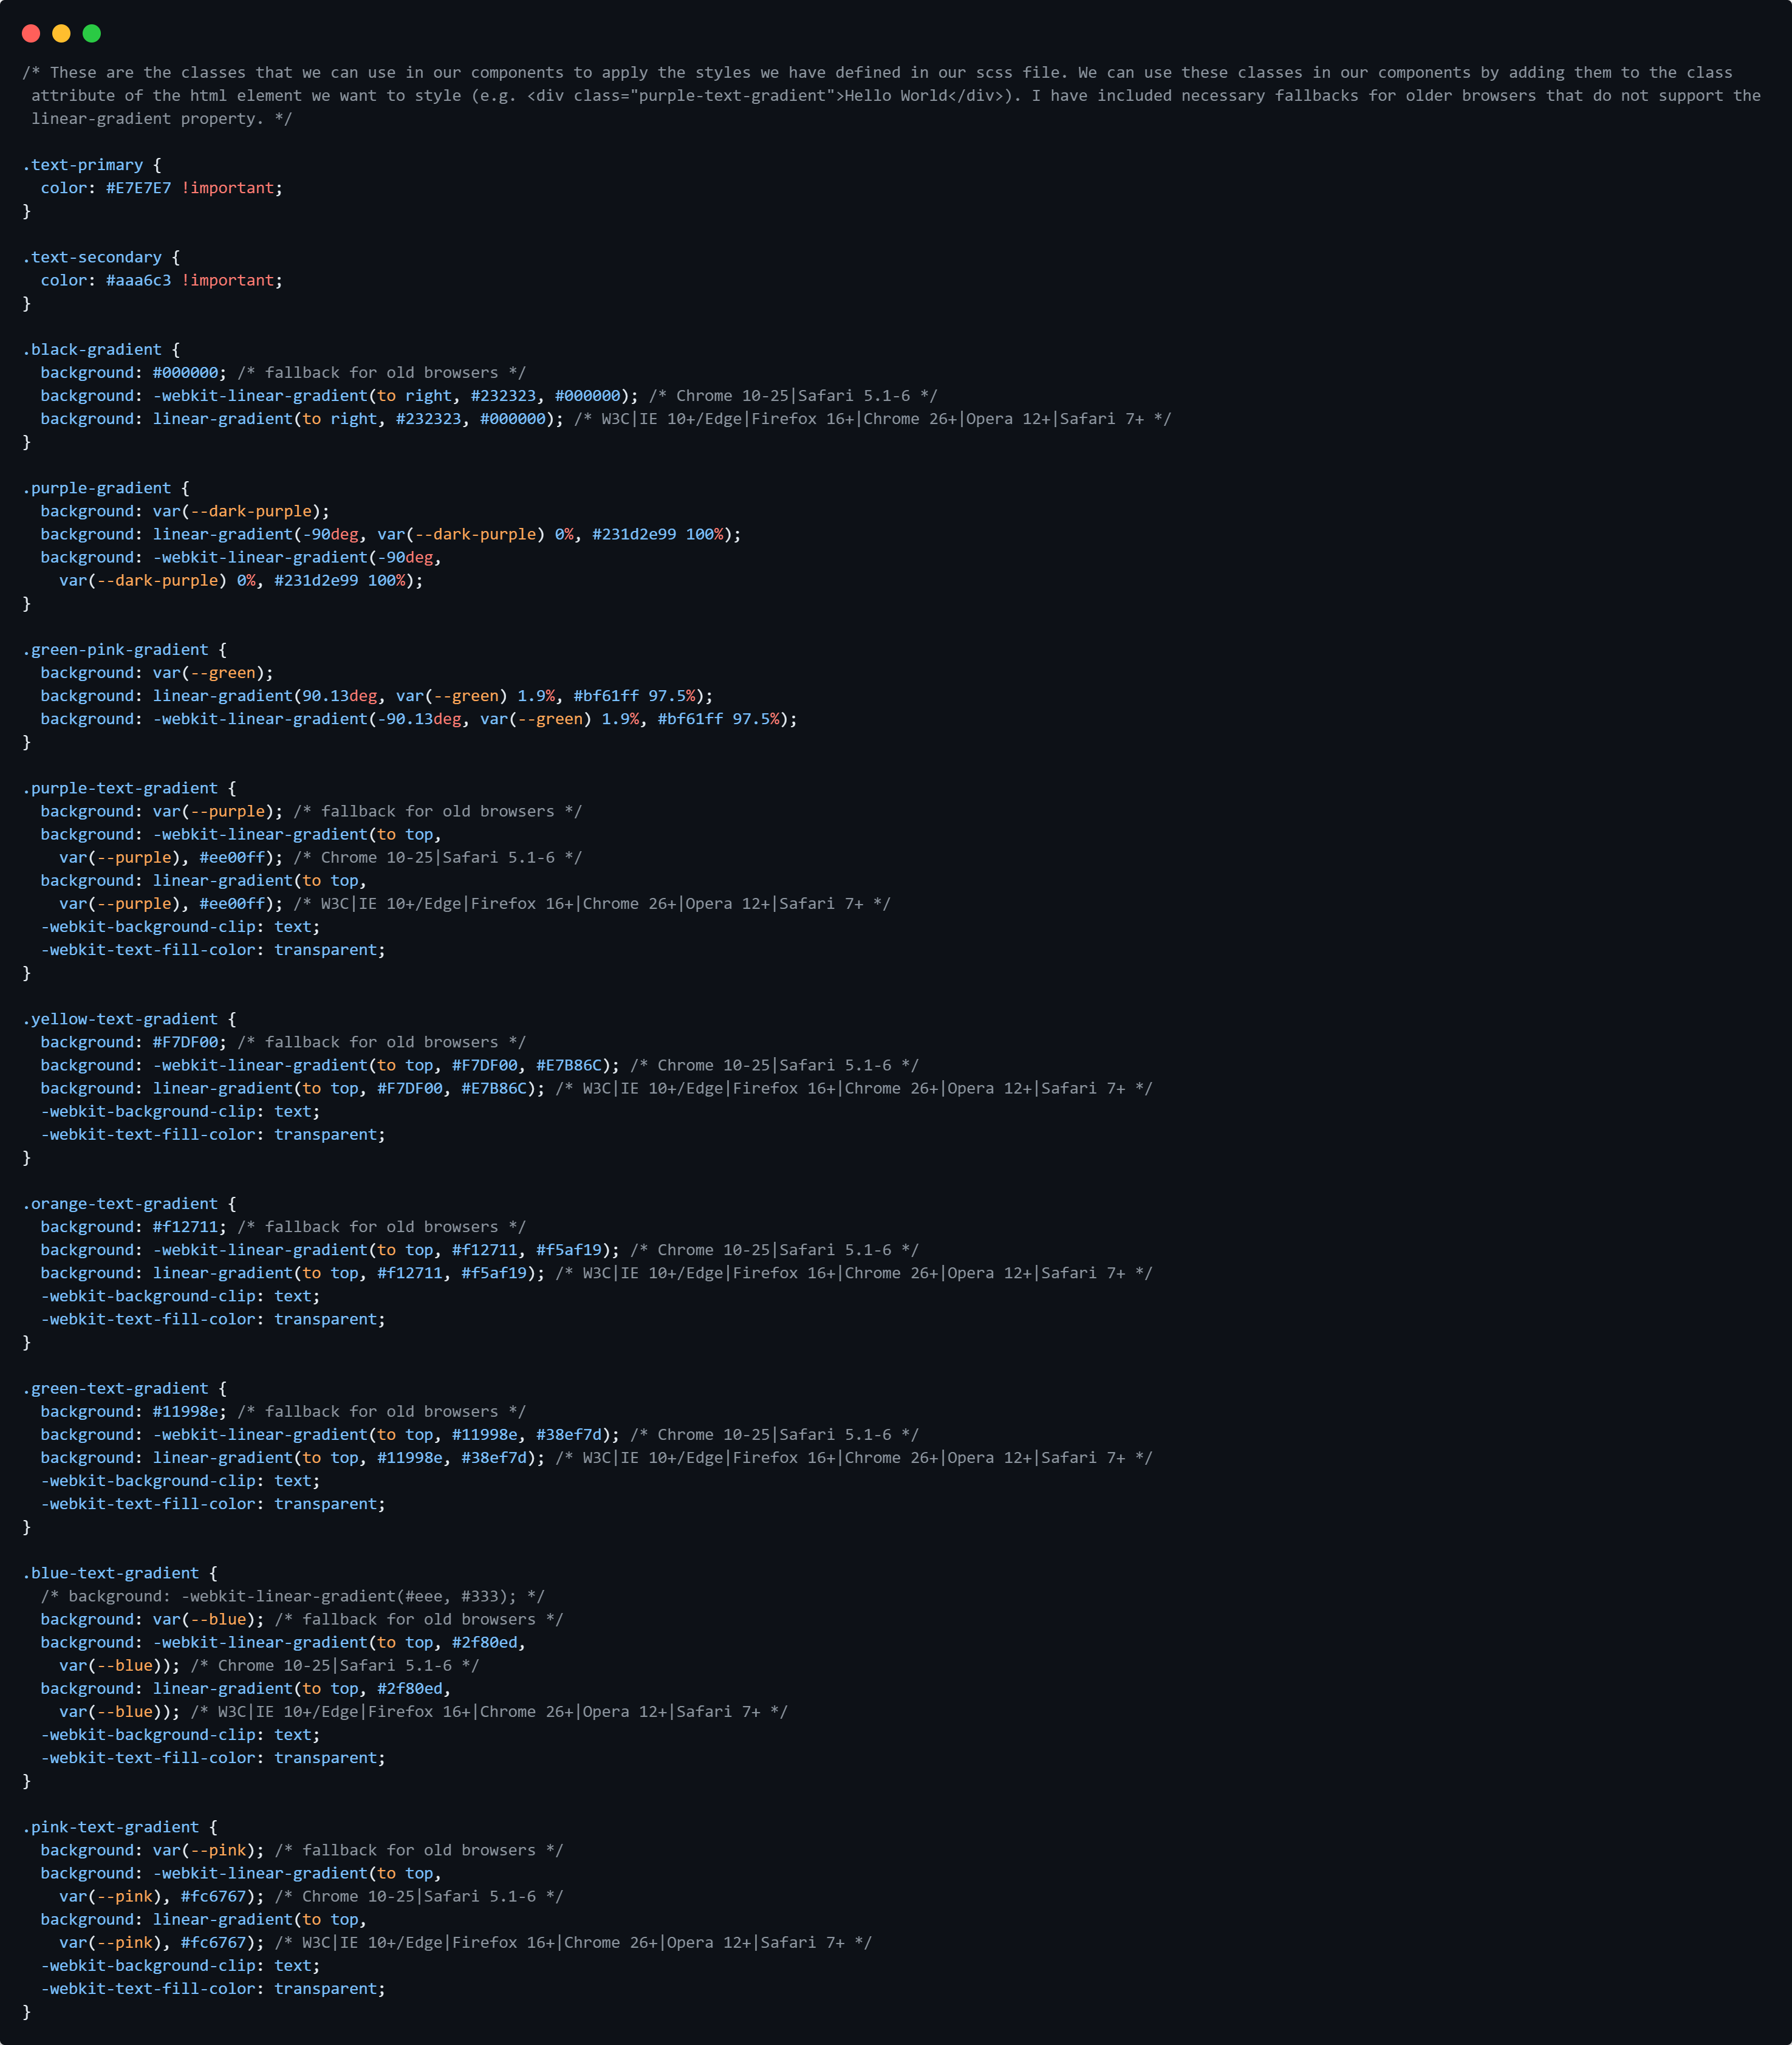 /* These are the classes that we can use in our components to apply the styles we have defined in our scss file. We can use these classes in our components by adding them to the class
attribute of the html element we want to style (e.g. <div class="purple-text-gradient">Hello World</div>). I have included necessary fallbacks for older browsers that do not support the
linear-gradient property. */

.text-primary {
  color: #E7E7E7 !important;
}

.text-secondary {
  color: #aaa6c3 !important;
}

.black-gradient {
  background: #000000; /* fallback for old browsers */
  background: -webkit-linear-gradient(to right, #232323, #000000); /* Chrome 10-25|Safari 5.1-6 */
  background: linear-gradient(to right, #232323, #000000); /* W3C|IE 10+/Edge|Firefox 16+|Chrome 26+|Opera 12+|Safari 7+ */
}

.purple-gradient {
  background: var(--dark-purple);
  background: linear-gradient(-90deg, var(--dark-purple) 0%, #231d2e99 100%);
  background: -webkit-linear-gradient(-90deg,
    var(--dark-purple) 0%, #231d2e99 100%);
}

.green-pink-gradient {
  background: var(--green);
  background: linear-gradient(90.13deg, var(--green) 1.9%, #bf61ff 97.5%);
  background: -webkit-linear-gradient(-90.13deg, var(--green) 1.9%, #bf61ff 97.5%);
}

.purple-text-gradient {
  background: var(--purple); /* fallback for old browsers */
  background: -webkit-linear-gradient(to top,
    var(--purple), #ee00ff); /* Chrome 10-25|Safari 5.1-6 */
  background: linear-gradient(to top,
    var(--purple), #ee00ff); /* W3C|IE 10+/Edge|Firefox 16+|Chrome 26+|Opera 12+|Safari 7+ */
  -webkit-background-clip: text;
  -webkit-text-fill-color: transparent;
}

.yellow-text-gradient {
  background: #F7DF00; /* fallback for old browsers */
  background: -webkit-linear-gradient(to top, #F7DF00, #E7B86C); /* Chrome 10-25|Safari 5.1-6 */
  background: linear-gradient(to top, #F7DF00, #E7B86C); /* W3C|IE 10+/Edge|Firefox 16+|Chrome 26+|Opera 12+|Safari 7+ */
  -webkit-background-clip: text;
  -webkit-text-fill-color: transparent;
}

.orange-text-gradient {
  background: #f12711; /* fallback for old browsers */
  background: -webkit-linear-gradient(to top, #f12711, #f5af19); /* Chrome 10-25|Safari 5.1-6 */
  background: linear-gradient(to top, #f12711, #f5af19); /* W3C|IE 10+/Edge|Firefox 16+|Chrome 26+|Opera 12+|Safari 7+ */
  -webkit-background-clip: text;
  -webkit-text-fill-color: transparent;
}

.green-text-gradient {
  background: #11998e; /* fallback for old browsers */
  background: -webkit-linear-gradient(to top, #11998e, #38ef7d); /* Chrome 10-25|Safari 5.1-6 */
  background: linear-gradient(to top, #11998e, #38ef7d); /* W3C|IE 10+/Edge|Firefox 16+|Chrome 26+|Opera 12+|Safari 7+ */
  -webkit-background-clip: text;
  -webkit-text-fill-color: transparent;
}

.blue-text-gradient {
  /* background: -webkit-linear-gradient(#eee, #333); */
  background: var(--blue); /* fallback for old browsers */
  background: -webkit-linear-gradient(to top, #2f80ed,
    var(--blue)); /* Chrome 10-25|Safari 5.1-6 */
  background: linear-gradient(to top, #2f80ed,
    var(--blue)); /* W3C|IE 10+/Edge|Firefox 16+|Chrome 26+|Opera 12+|Safari 7+ */
  -webkit-background-clip: text;
  -webkit-text-fill-color: transparent;
}

.pink-text-gradient {
  background: var(--pink); /* fallback for old browsers */
  background: -webkit-linear-gradient(to top,
    var(--pink), #fc6767); /* Chrome 10-25|Safari 5.1-6 */
  background: linear-gradient(to top,
    var(--pink), #fc6767); /* W3C|IE 10+/Edge|Firefox 16+|Chrome 26+|Opera 12+|Safari 7+ */
  -webkit-background-clip: text;
  -webkit-text-fill-color: transparent;
}